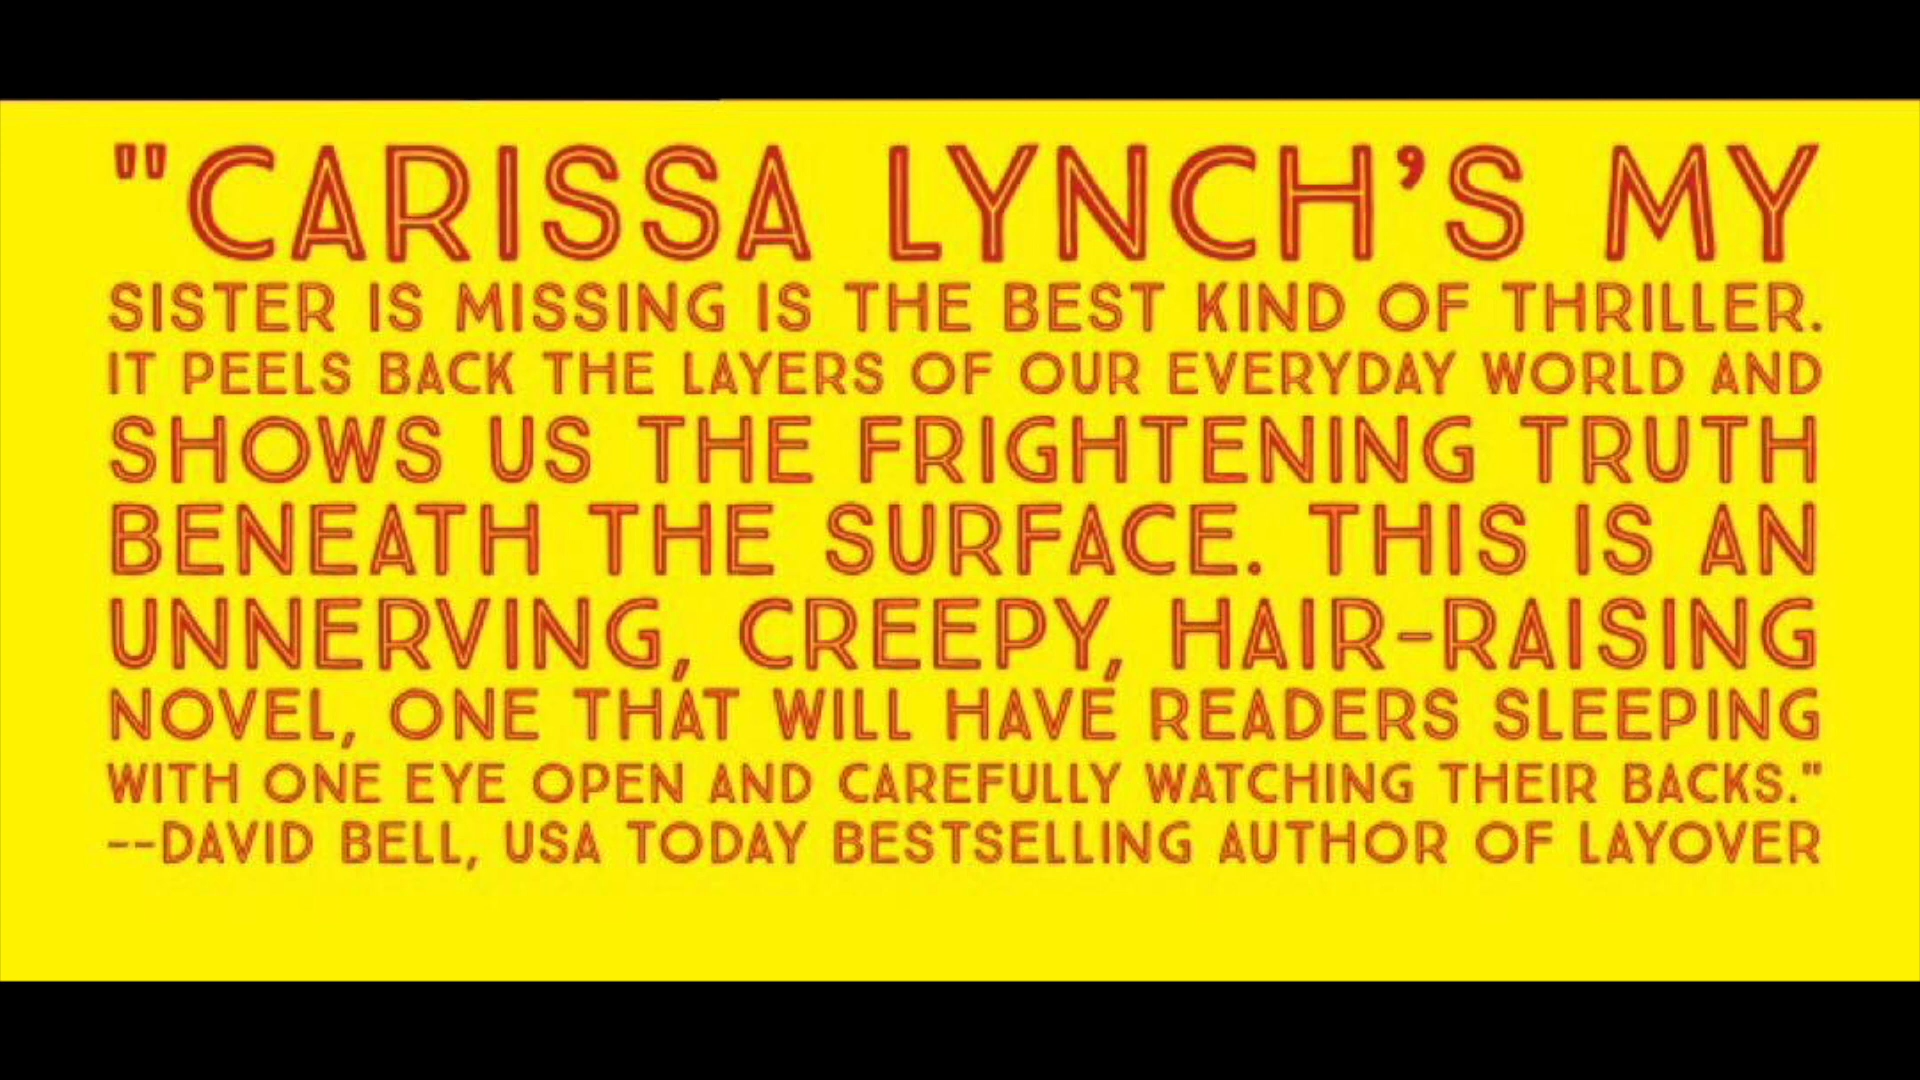 "CARISSA LYNCH’S MY
SISTER IS MISSING IS THE BEST KIND OF THRILLER.
IT PEELS BACK THE LAYERS OF OUR EVERYDAY WORLD AND
SHOWS US THE FRIGHTENING TRUTH
BENEATH THE SURFACE. THIS IS AN
UNNERVING, CREEPY, HAIR-RAISING
NOVEL, ONE THAT WILL HAVE READERS SLEEPING
WITH ONE EYE OPEN AND CAREFULLY WATCHING THEIR BACKS."
--DAVID BELL, USA TODAY BESTSELLING AUTHOR OF LAYOVER